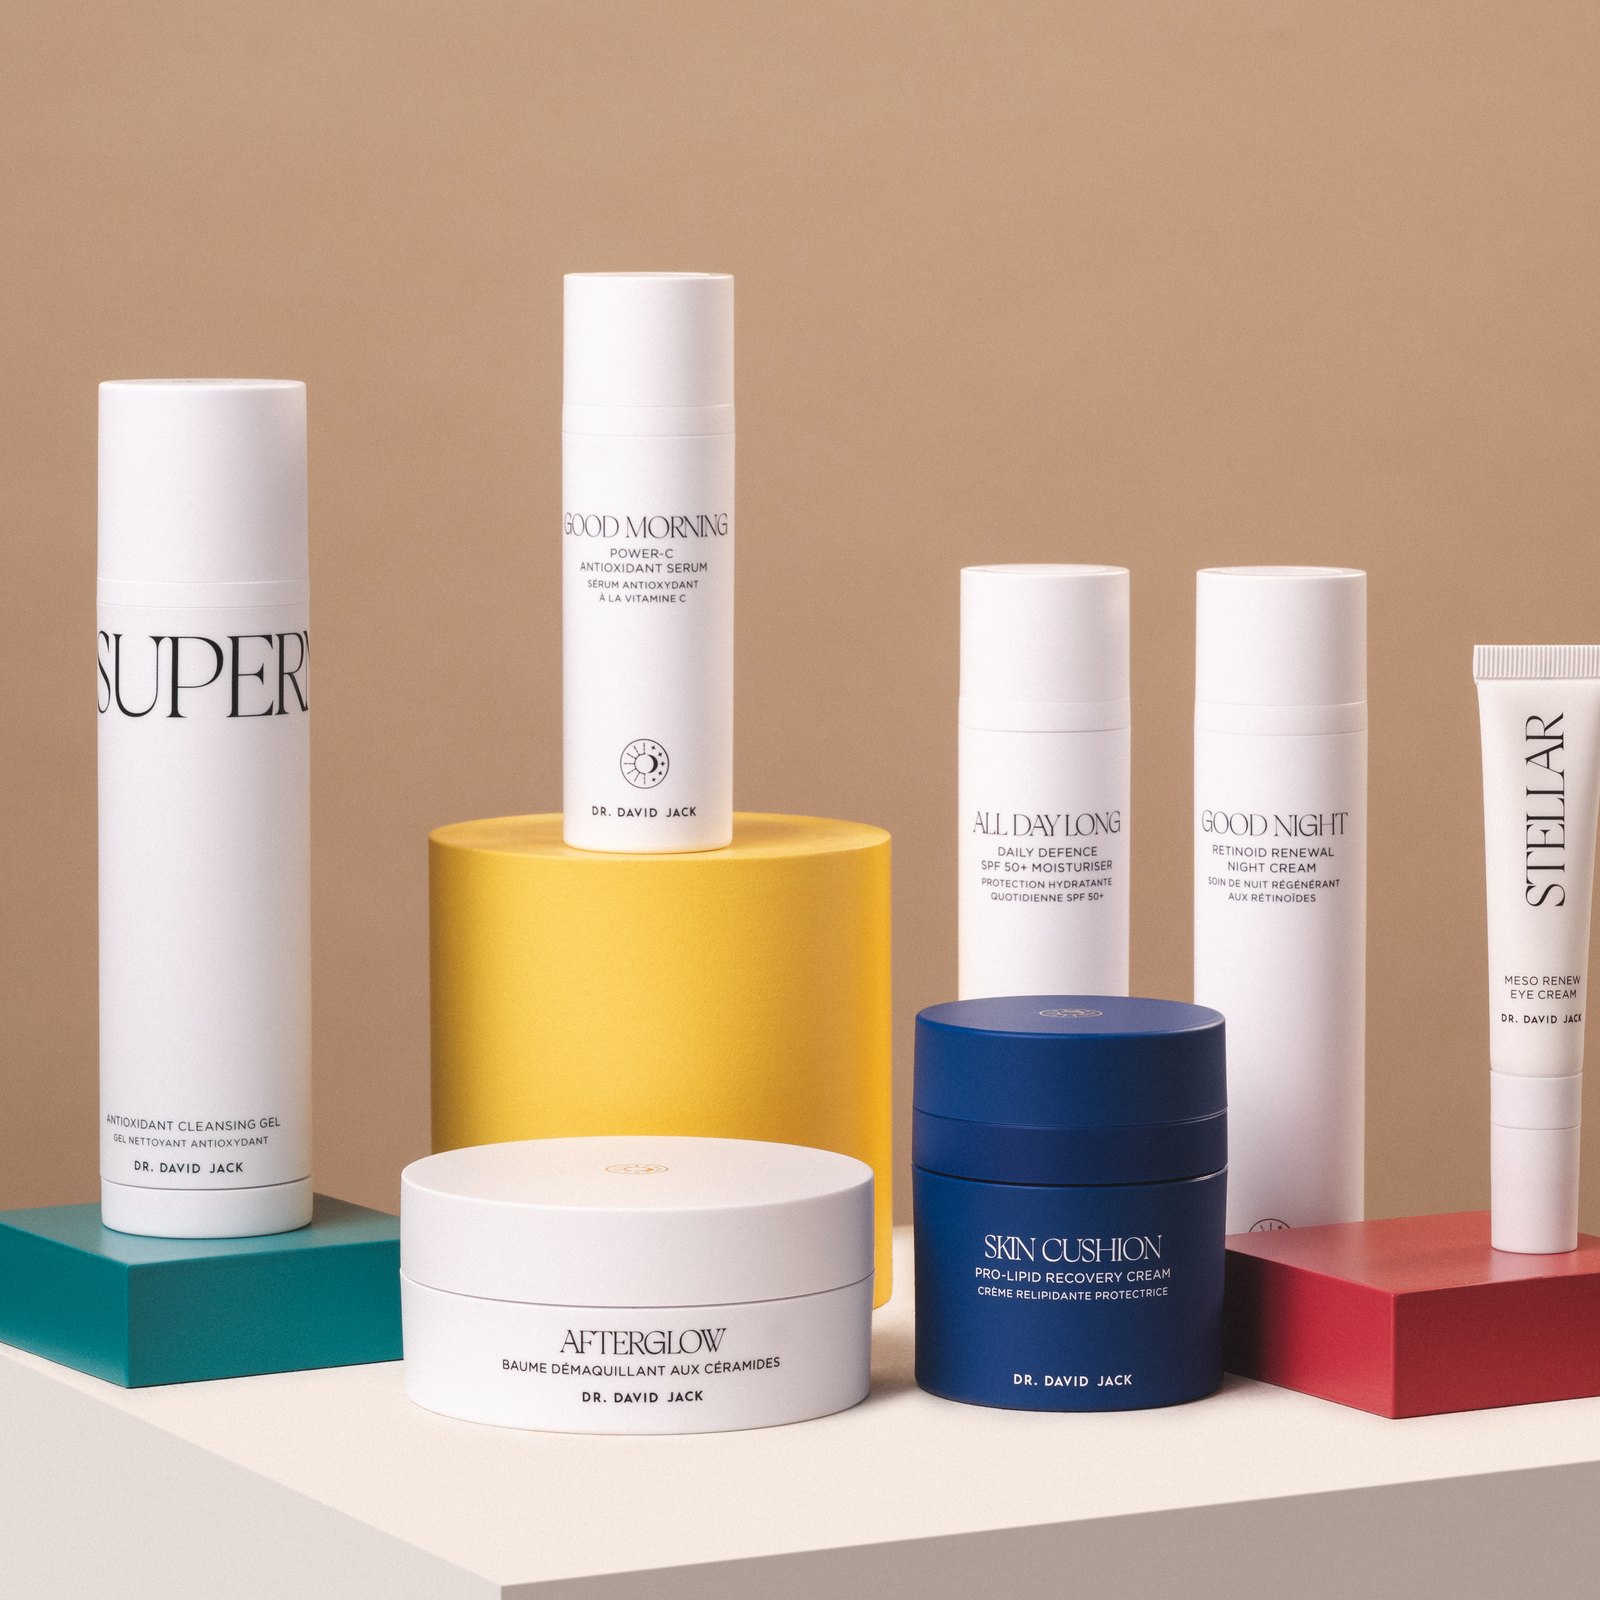 SUPER
ANTIOXIDANT CLEANSING GEL
GEL NETTOYANT ANTIOXYDANT
DR. DAVID JACK
GOOD MORNING
POWER-C
ANTIOXIDANT SERUM
SÉRUM ANTIOXYDANT
À LA VITAMINE C
DR. DAVID JACK
AFTERGLOW
BAUME DÉMAQUILLANT AUX CÉRAMIDES
DR. DAVID JACK
ALL DAY LONG
DAILY DEFENCE
SPF 50+ MOISTURISER
PROTECTION HYDRATANTE
QUOTIDIENNE SPF 50+
SKIN CUSHION
PRO-LIPID RECOVERY CREAM
CRÈME RELIPIDANTE PROTECTRICE
DR. DAVID JACK
GOOD NIGHT
RETINOID RENEWAL
NIGHT CREAM
SOIN DE NUIT RÉGÉNÉRANT
AUX RÉTINOÏDES
STELLAR
MESO RENEW
EYE CREAM
DR. DAVID JACK